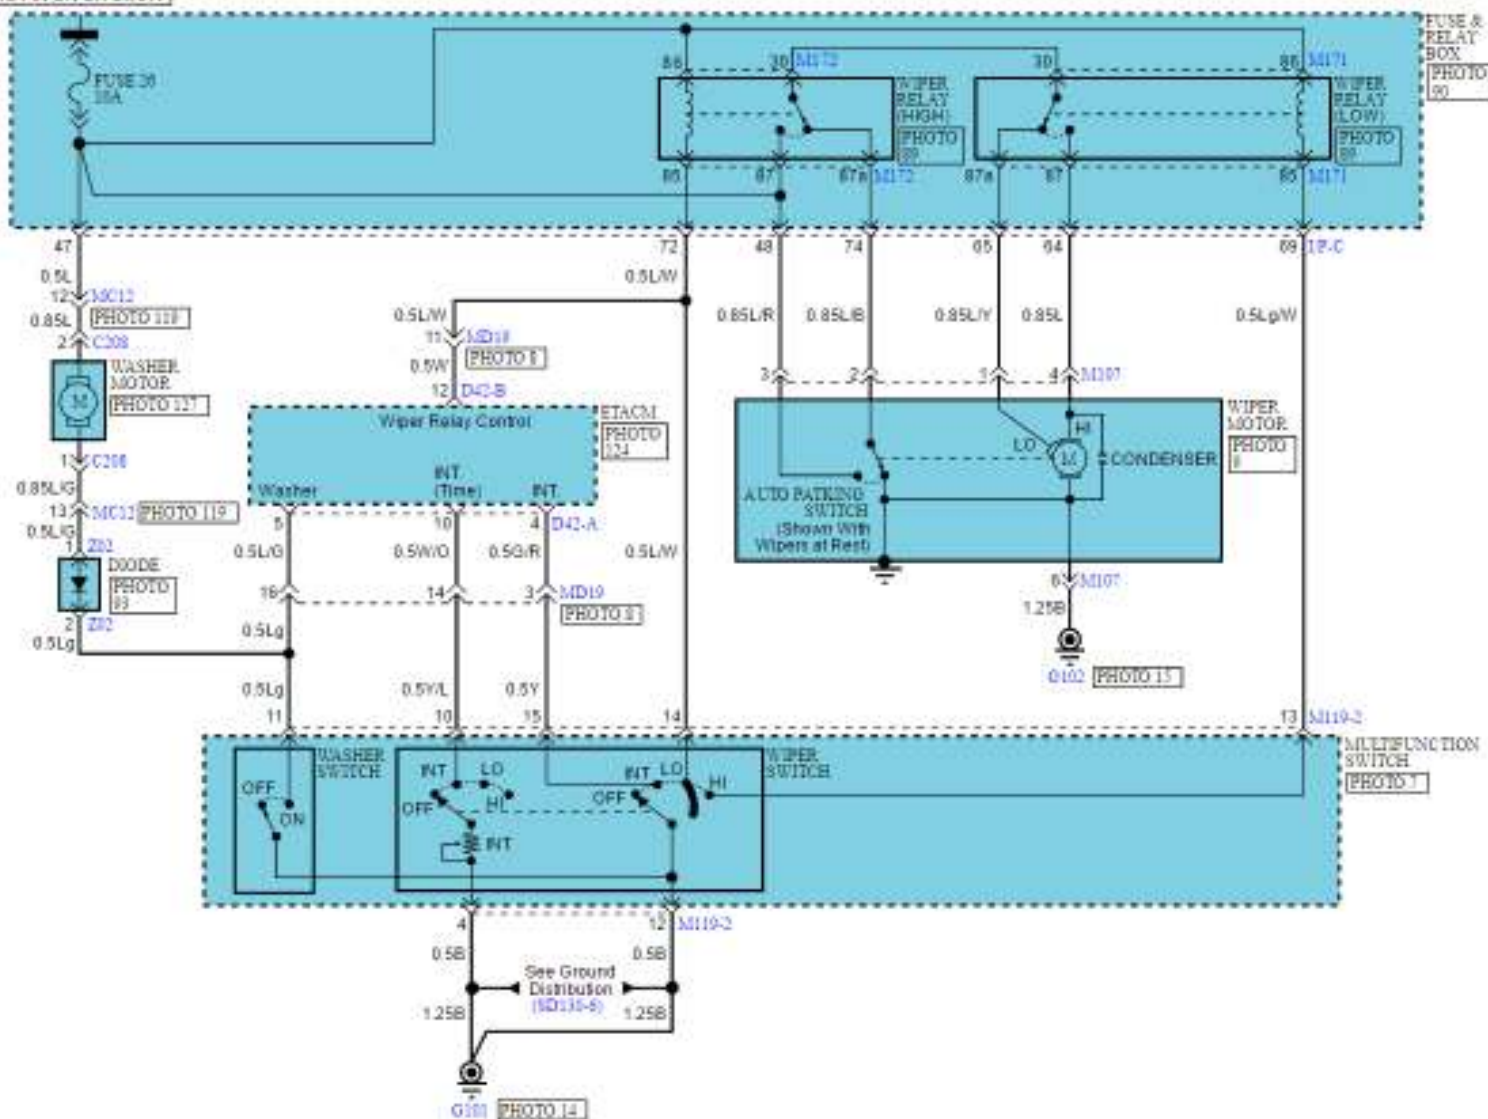 FUSE &
RELAY
BOX
PHOTO
90
10A
86
30
M172
WIPER
RELAY
(HIGH)
PHOTO
89
85
87
87a
M172
30
86
M171
WIPER
RELAY
(LOW)
PHOTO
89
87a
87
85
M171
47
72
48
74
65
64
69
I/P-C
0.5L
12
MC12
PHOTO 119
0.85L
2
C208
WASHER
MOTOR
PHOTO 127
M
1
C208
0.85L/G
13
MC12
PHOTO 119
0.5L/G
1
Z02
DIODE
PHOTO
93
2
Z02
0.5Lg
0.5L/W
0.5L/W
11
MD19
PHOTO 8
0.5W
12
D42-B
Wiper Relay Control
ETACM
PHOTO
124
Washer
INT.
(Time)
INT.
5
10
4
D42-A
0.5L/G
0.5W/O
0.5G/R
0.5L/W
16
14
3
MD19
PHOTO 8
0.5Lg
0.5Lg
0.5Y/L
0.5Y
0.85L/R
0.85L/B
0.85L/Y
0.85L
0.5Lg/W
3
2
4
M107
WIPER
MOTOR
PHOTO
HI
LO
M
CONDENSER
AUTO PATKING
SWITCH
(Shown With
Wipers at Rest)
6
M107
1.25B
G102
PHOTO 15
11
10
15
14
13
M119-2
MULTIFUNCTION
SWITCH
PHOTO 7
WASHER
SWITCH
OFF
ON
WIPER
SWITCH
INT
LO
HI
OFF
INT
INT
LO
HI
OFF
4
12
M119-2
0.5B
0.5B
See Ground
Distribution
(SD130-6)
1.25B
1.25B
G101
PHOTO 14